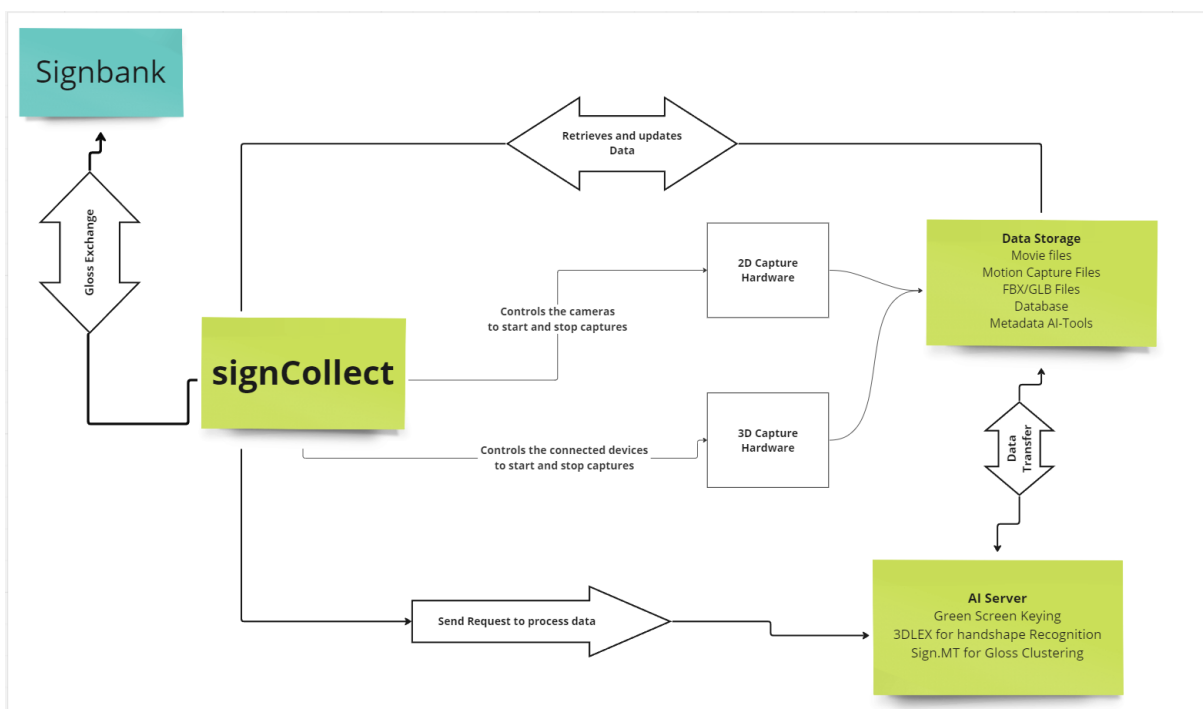 Signbank
Gloss Exchange
Retrieves and updates
Data
signCollect
Controls the cameras
to start and stop captures
2D Capture
Hardware
Controls the connected devices
to start and stop captures
3D Capture
Hardware
Data Storage
Movie files
Motion Capture Files
FBX/GLB Files
Database
Metadata AI-Tools
Data
Transfer
Send Request to process data
AI Server
Green Screen Keying
3DLEX for handshape Recognition
Sign.MT for Gloss Clustering